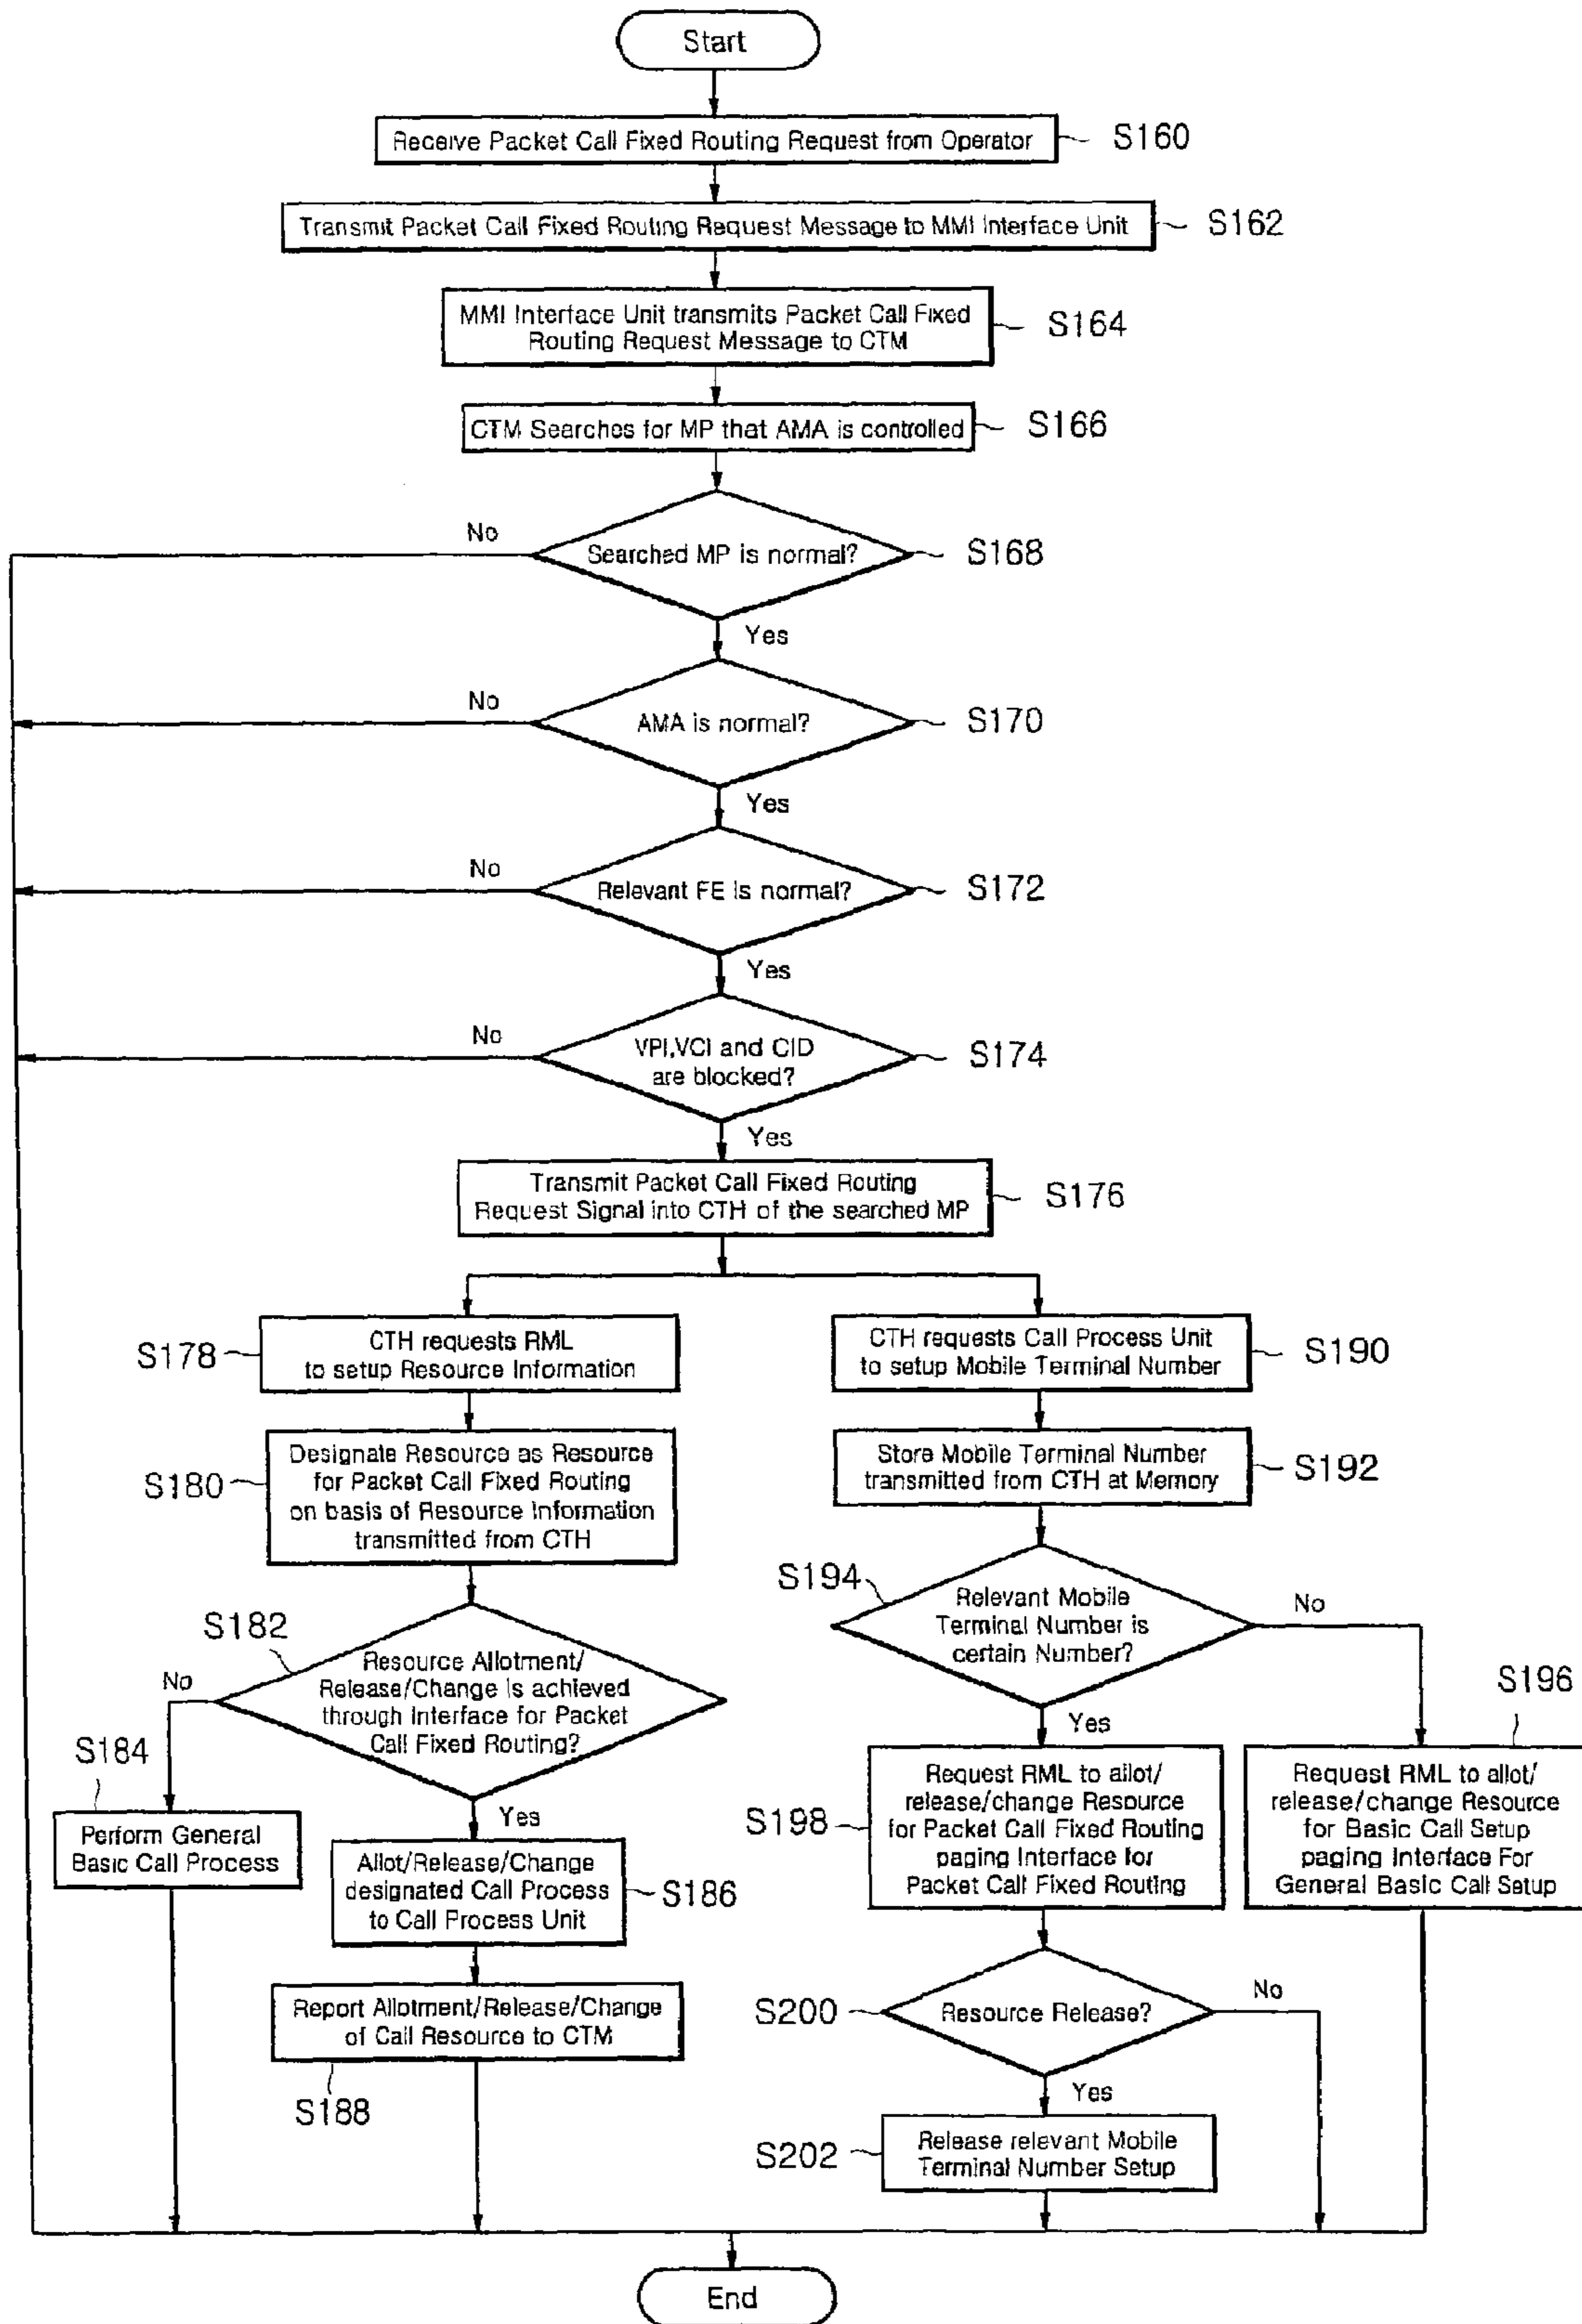 Start
Receive Packet Call Fixed Routing Request from Operator
S160
Transmit Packet Call Fixed Routing Request Message to MMI Interface Unit
S162
MMI Interface Unit transmits Packet Call Fixed
Routing Request Message to CTM
S164
CTM Searches for MP that AMA is controlled
S166
No
Searched MP is normal?
S168
Yes
No
AMA is normal?
S170
Yes
No
Relevant FE is normal?
S172
Yes
No
VPI,VCI and CID
are blocked?
S174
Yes
Transmit Packet Call Fixed Routing
Request Signal into CTH of the searched MP
S176
S178
CTH requests RML
to setup Resource Information
CTH requests Call Process Unit
to setup Mobile Terminal Number
S190
S180
Designate Resource as Resource
for Packet Call Fixed Routing
on basis of Resource Information
transmitted from CTH
Store Mobile Terminal Number
transmitted from CTH at Memory
S192
S194
Relevant Mobile
Terminal Number is
certain Number?
No
Yes
S182
No
Resource Allotment/
Release/Change is achieved
through Interface for Packet
Call Fixed Routing?
Yes
S184
Perform General
Basic Call Process
Allot/Release/Change
designated Call Process
to Call Process Unit
S186
Report Allotment/Release/Change
of Call Resource to CTM
S188
S198
Request RML to allot/
release/change Resource
for Packet Call Fixed Routing
paging Interface for
Packet Call Fixed Routing
S196
Request RML to allot/
release/change Resource
for Basic Call Setup
paging Interface For
General Basic Call Setup
S200
Resource Release?
No
Yes
S202
Release relevant Mobile
Terminal Number Setup
End